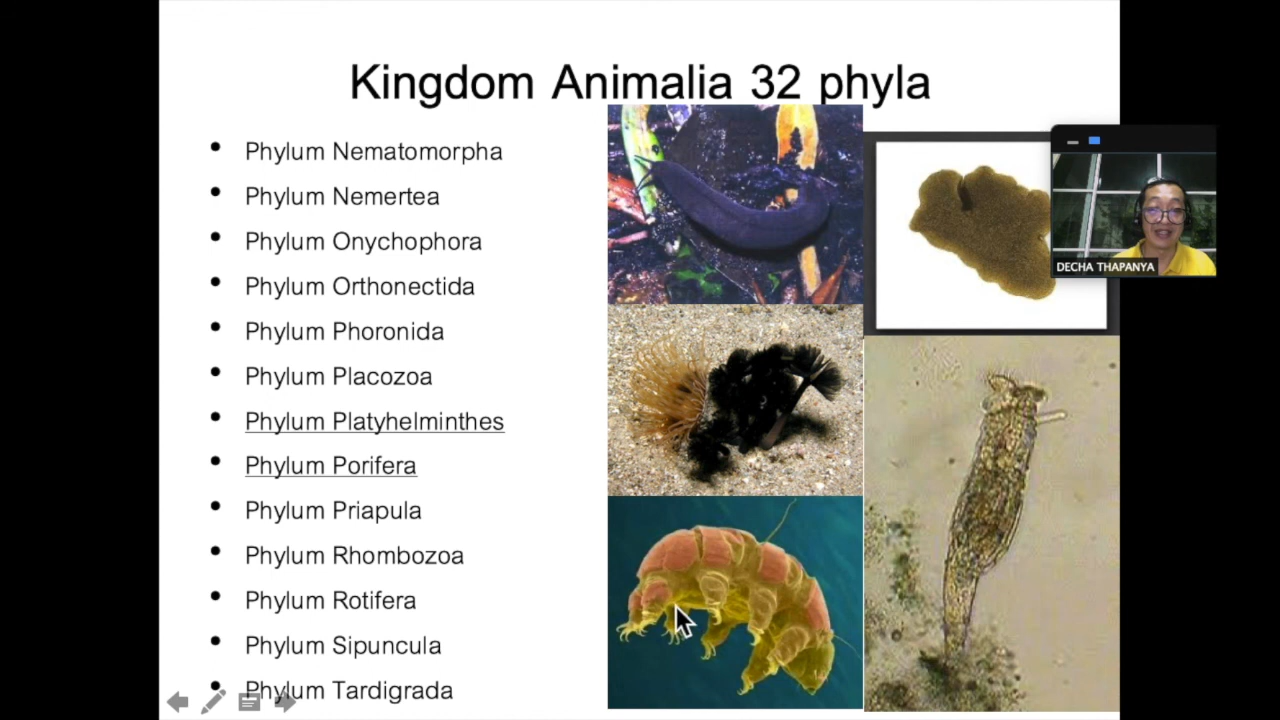 Kingdom Animalia 32 phyla
• Phylum Nematomorpha
• Phylum Nemertea
• Phylum Onychophora
• Phylum Orthonectida
• Phylum Phoronida
• Phylum Placozoa
• Phylum Platyhelminthes
• Phylum Porifera
• Phylum Priapula
• Phylum Rhombozoa
• Phylum Rotifera
• Phylum Sipuncula
• Phylum Tardigrada
DECHA THAPANYA